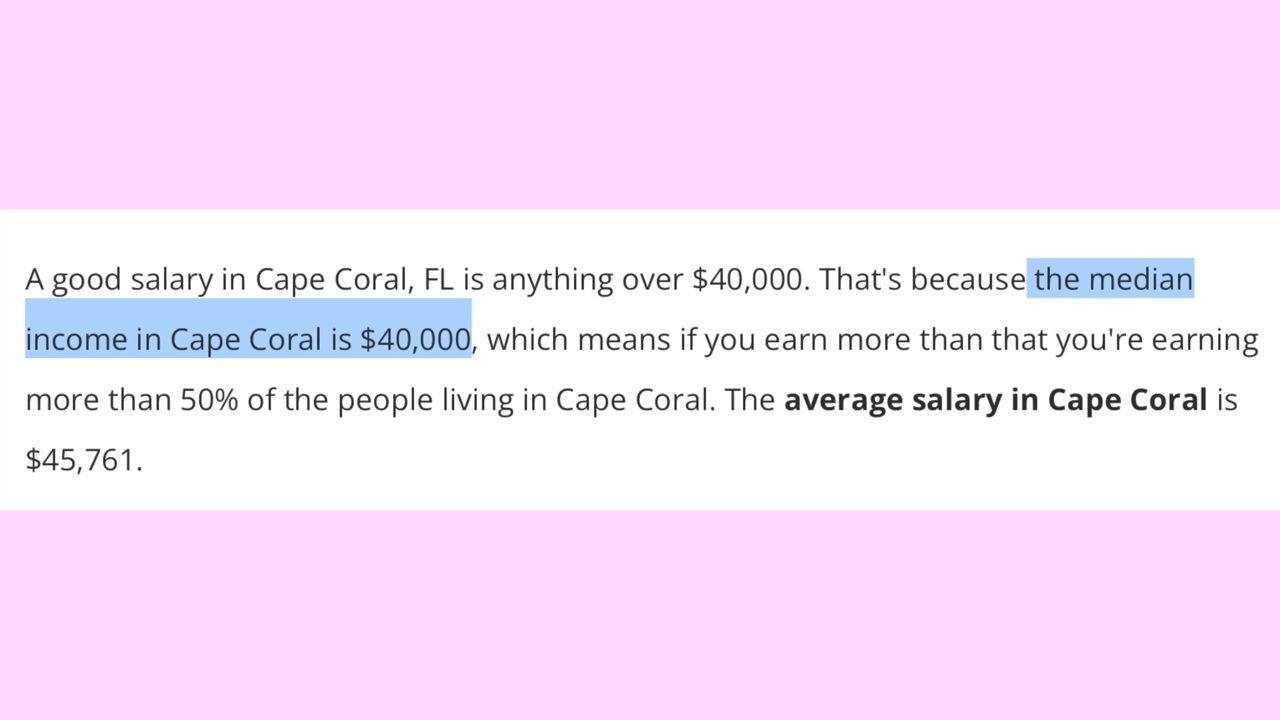 A good salary in Cape Coral, FL is anything over $40,000. That's because the median
income in Cape Coral is $40,000, which means if you earn more than that you're earning
more than 50% of the people living in Cape Coral. The average salary in Cape Coral is
$45,761.